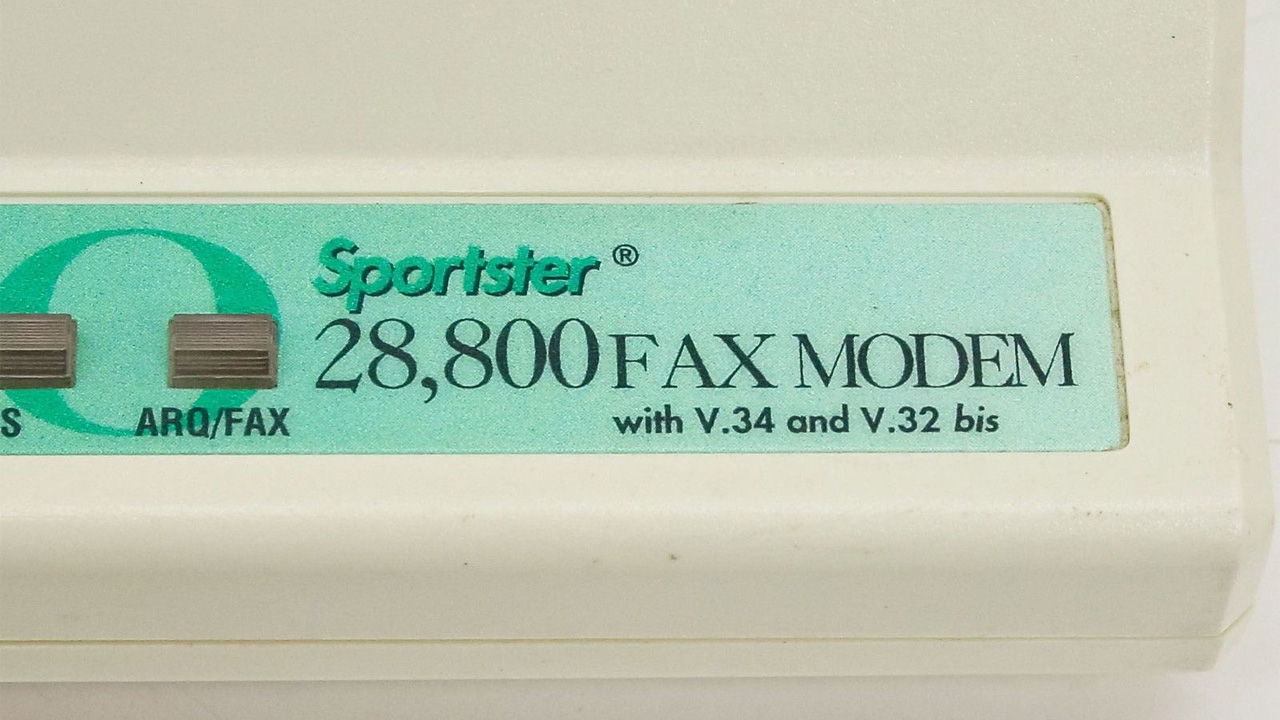 Sportster®
28,800 FAX MODEM
S
ARQ/FAX
with V.34 and V.32 bis